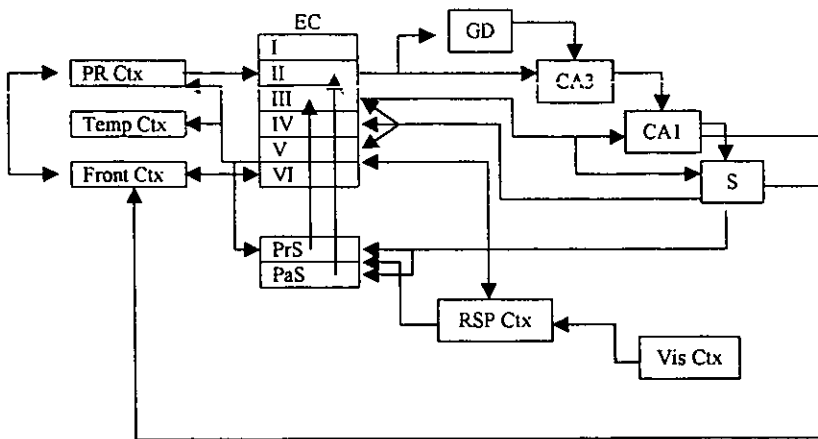 EC
I
II
III
IV
V
VI
PR Ctx
Temp Ctx
Front Ctx
PrS
PaS
GD
CA3
CA1
S
RSP Ctx
Vis Ctx